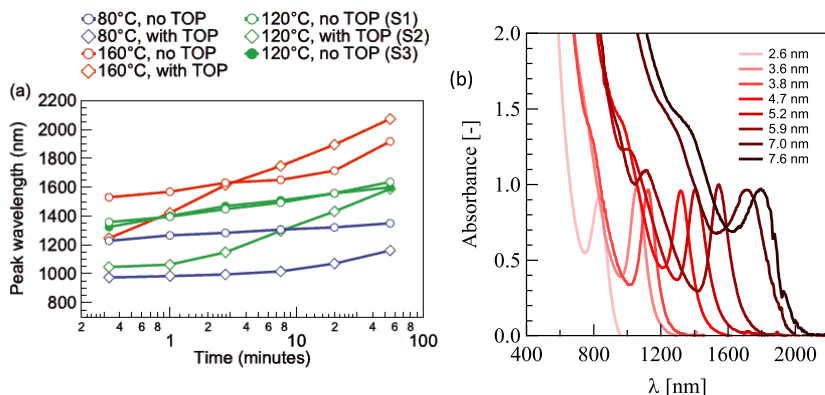 80°C, no TOP
80°C, with TOP
160°C, no TOP
160°C, with TOP
120°C, no TOP (S1)
120°C, with TOP (S2)
120°C, no TOP (S3)
(a)
Peak wavelength (nm)
2200
2000
1800
1600
1400
1200
1000
800
2 4 6 8 1 2 4 6 8 10 2 4 6 8 100
Time (minutes)
(b)
Absorbance [-]
2.0
1.5
1.0
0.5
0.0
2.6 nm
3.6 nm
3.8 nm
4.7 nm
5.2 nm
5.9 nm
7.0 nm
7.6 nm
400 800 1200 1600 2000
λ [nm]